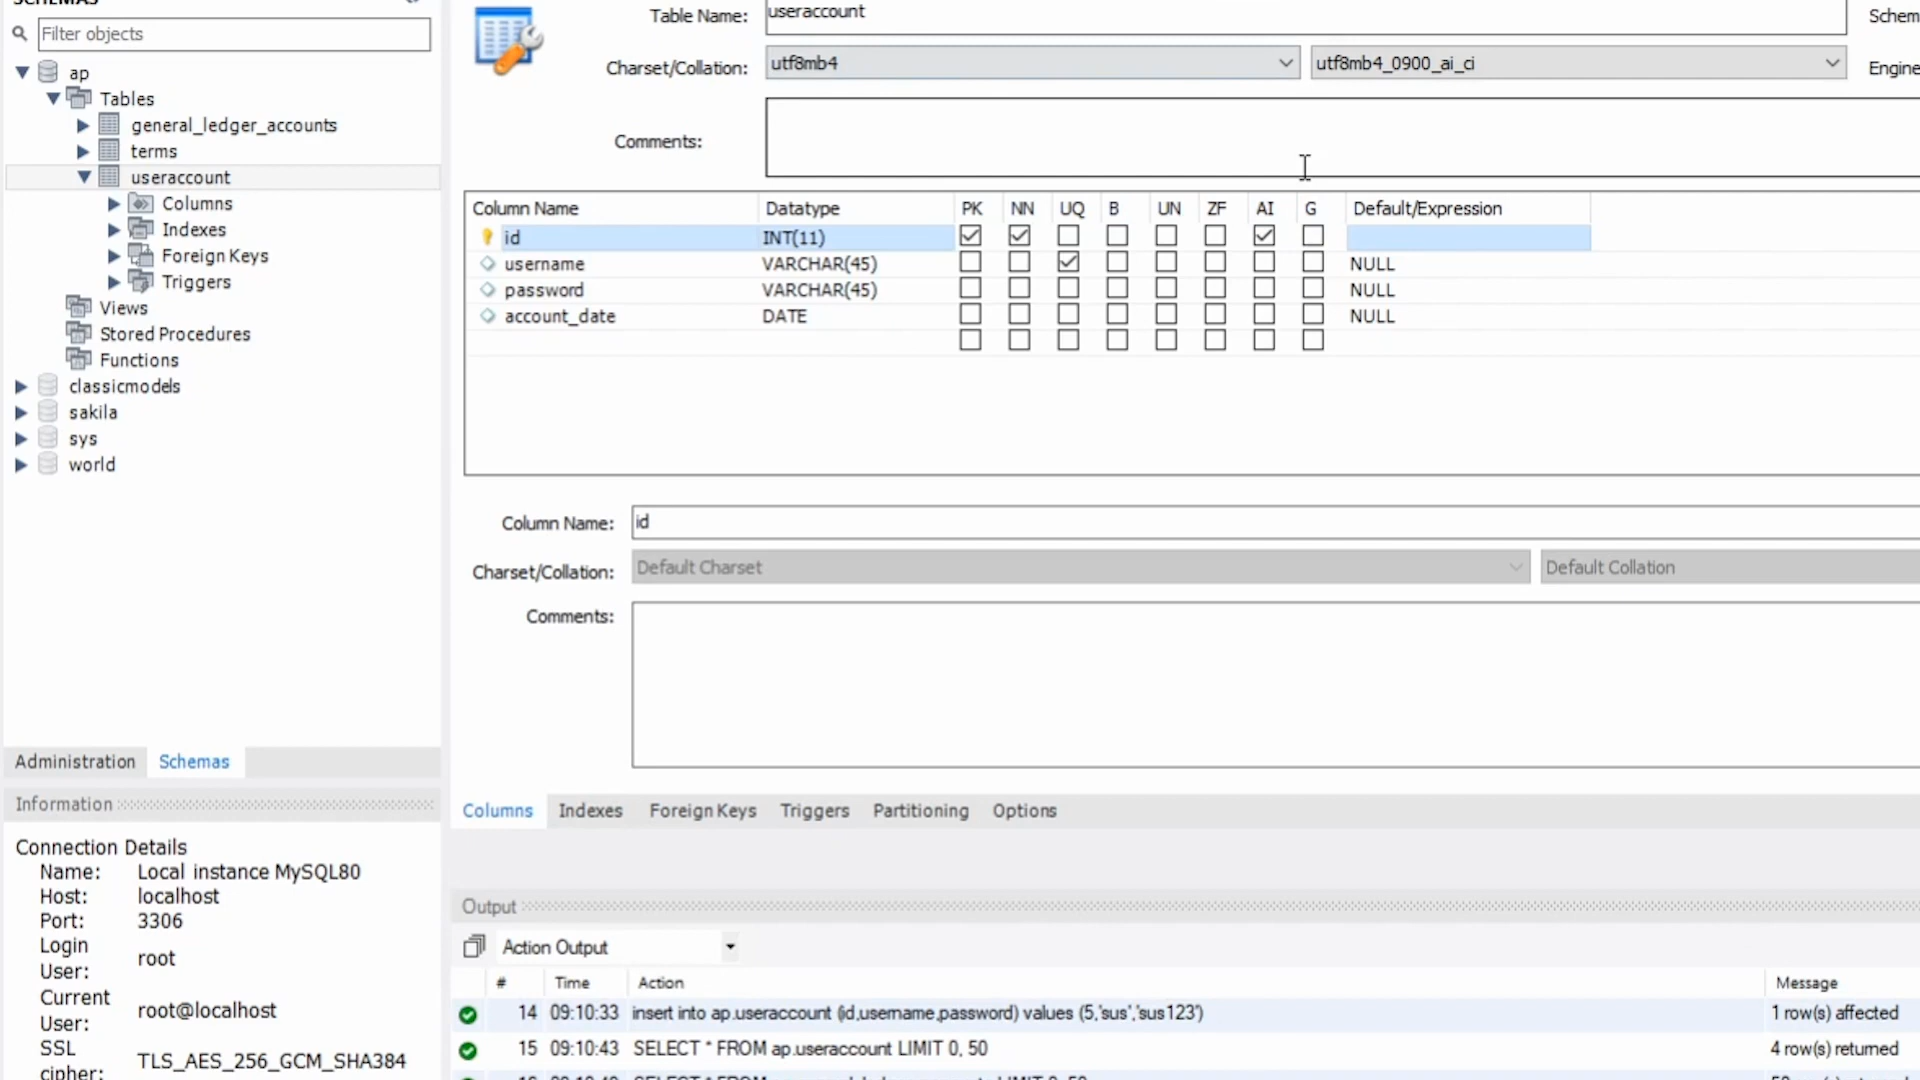 SCHEMAS
Filter objects
ap
Tables
general_ledger_accounts
terms
useraccount
Columns
Indexes
Foreign Keys
Triggers
Views
Stored Procedures
Functions
classicmodels
sakila
sys
world
Administration Schemas
Information
Connection Details
Name: Local instance MySQL80
Host: localhost
Port: 3306
Login User: root
Current User: root@localhost
SSL cipher: TLS_AES_256_GCM_SHA384
Table Name: useraccount Schem
Charset/Collation: utf8mb4 utf8mb4_0900_ai_ci Engine
Comments:
Column Name Datatype PK NN UQ B UN ZF AI G Default/Expression
id INT(11)
username VARCHAR(45) NULL
password VARCHAR(45) NULL
account_date DATE NULL
Column Name: id
Charset/Collation: Default Charset Default Collation
Comments:
Columns Indexes Foreign Keys Triggers Partitioning Options
Output
Action Output
# Time Action Message
14 09:10:33 insert into ap.useraccount (id,username,password) values (5,'sus','sus123') 1 row(s) affected
15 09:10:43 SELECT * FROM ap.useraccount LIMIT 0, 50 4 row(s) returned